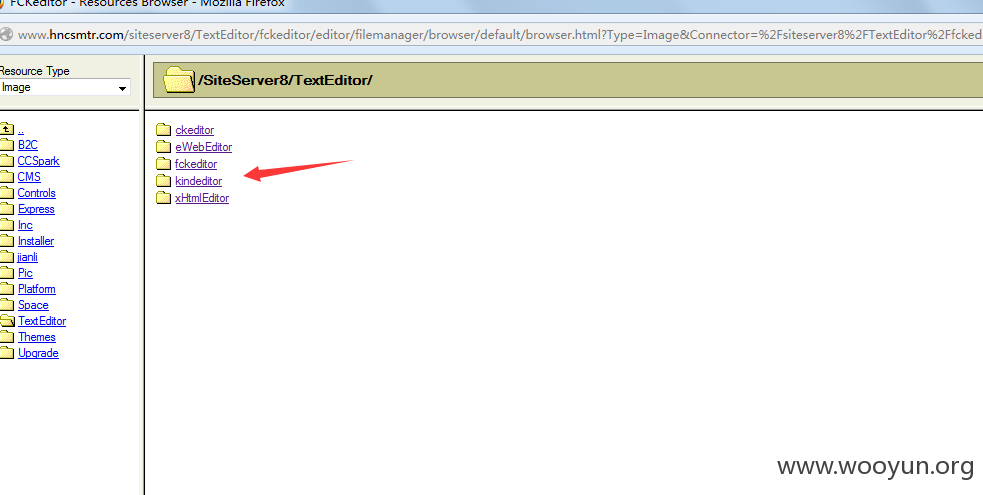 FCKeditor - Resources Browser - Mozilla Firefox
www.hncsmtr.com/siteserver8/TextEditor/fckeditor/editor/filemanager/browser/default/browser.html?Type=Image&Connector=%2Fsiteserver8%2FTextEditor%2Ffcked
Resource Type
Image
/SiteServer8/TextEditor/
..
B2C
CCSpark
CMS
Controls
Express
Inc
Installer
jianli
Pic
Platform
Space
TextEditor
Themes
Upgrade
ckeditor
eWebEditor
fckeditor
kindeditor
xHtmlEditor
www.wooyun.org